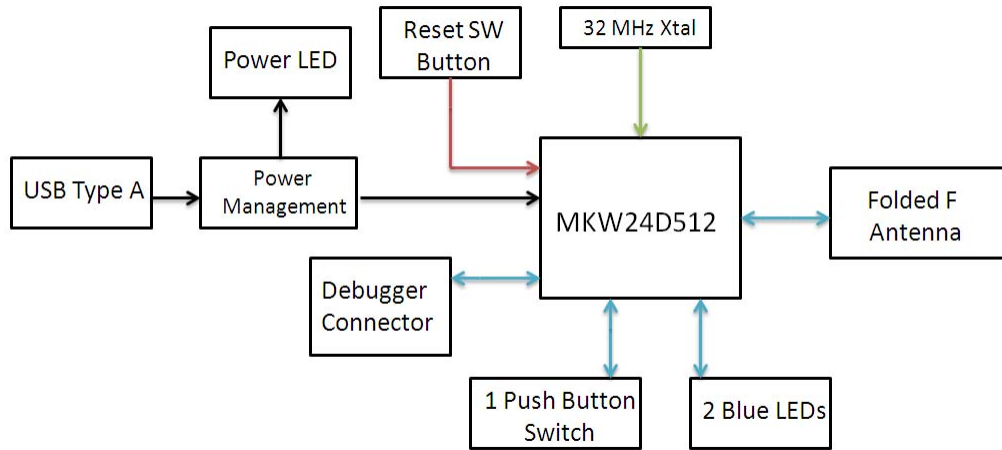 Reset SW
Button
32 MHz Xtal
Power LED
USB Type A
Power
Management
MKW24D512
Folded F
Antenna
Debugger
Connector
1 Push Button
Switch
2 Blue LEDs